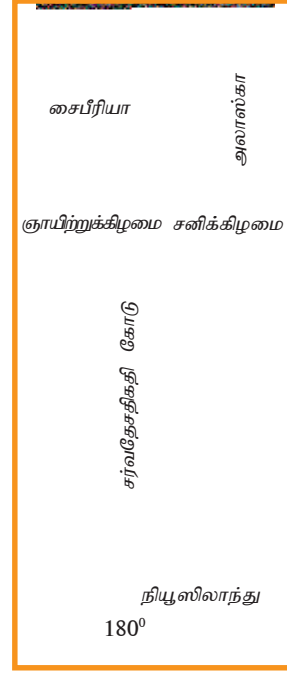 சைபீரியா
அலாஸ்கா
ஞாயிற்றுக்கிழமை சனிக்கிழமை
சர்வதேசதிகதி கோடு
நியூஸிலாந்து
180⁰